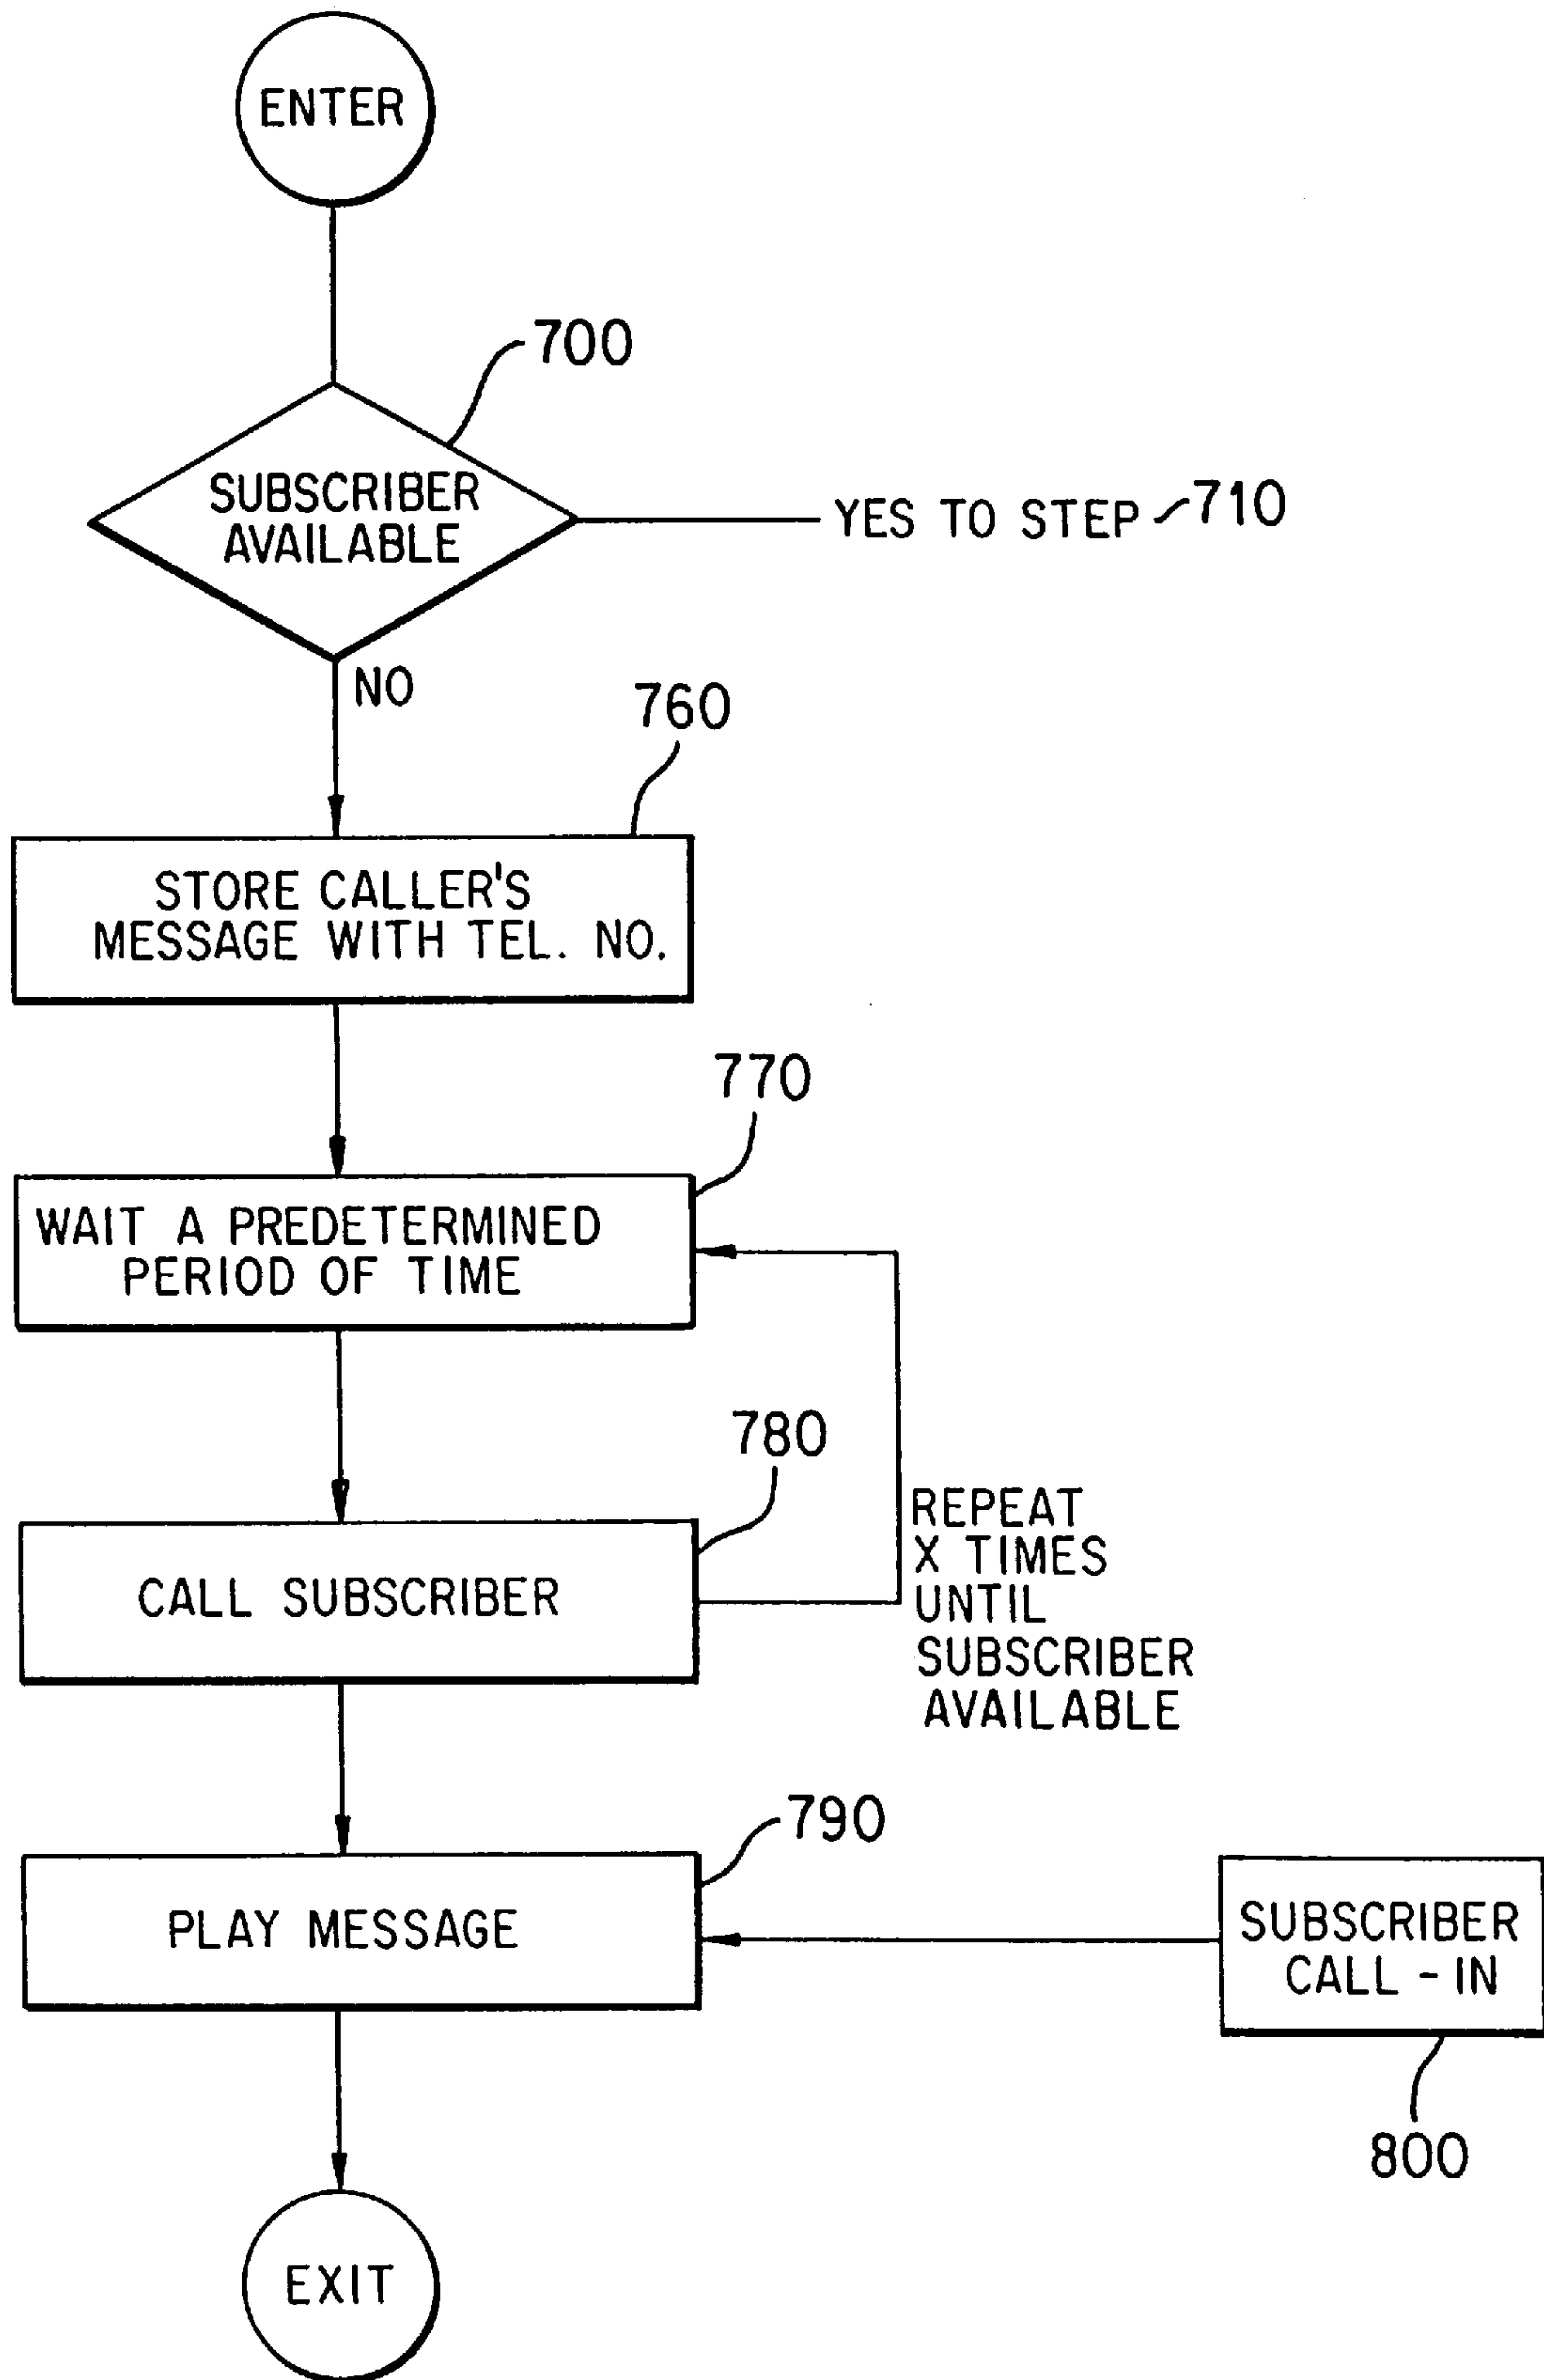 ENTER
700
SUBSCRIBER
AVAILABLE
YES TO STEP 710
NO
760
STORE CALLER'S
MESSAGE WITH TEL. NO.
770
WAIT A PREDETERMINED
PERIOD OF TIME
780
CALL SUBSCRIBER
REPEAT
X TIMES
UNTIL
SUBSCRIBER
AVAILABLE
790
PLAY MESSAGE
SUBSCRIBER
CALL - IN
800
EXIT